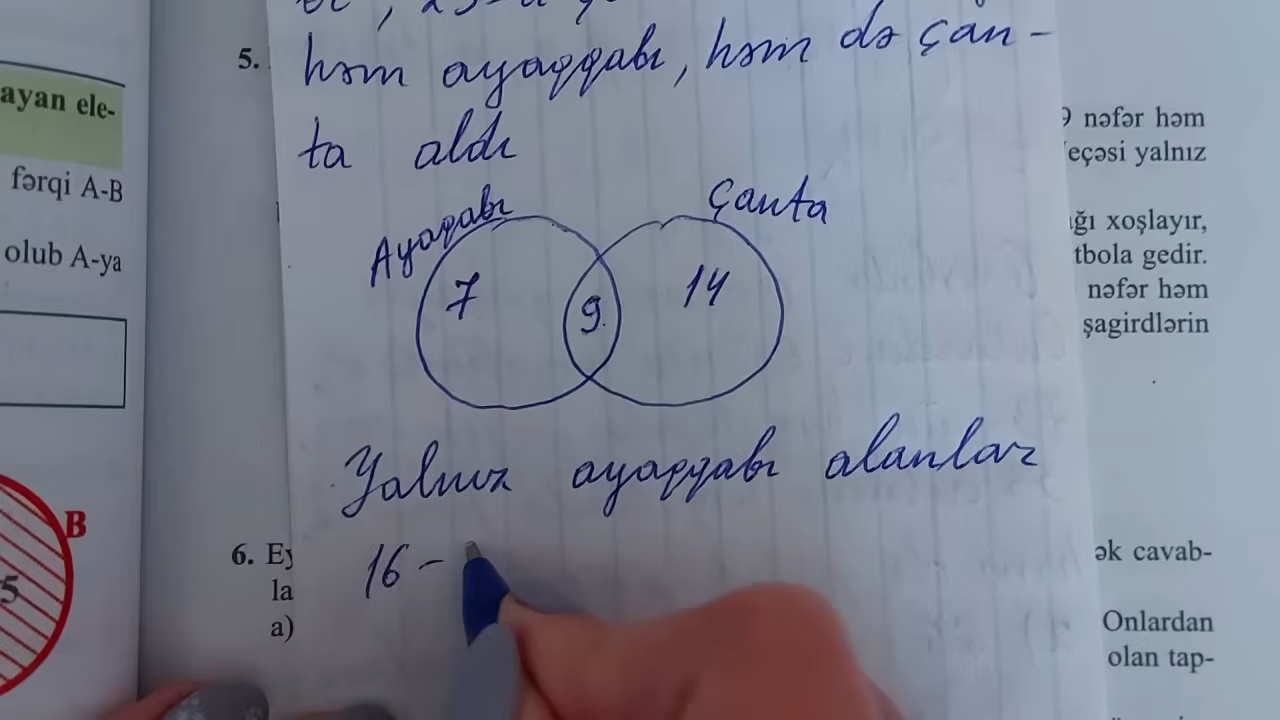 5.
həm ayaqqabı, həm də çan-
ta aldı
Ayaqabı
Çanta
7
9
14
Yalnız ayaqqabı alanlar
16 -
ayan ele-
fərqi A-B
olub A-ya
B
5
9 nəfər həm
eçəsi yalnız
ğı xoşlayır,
tbola gedir.
nəfər həm
şagirdlərin
6. Ey
la
a)
ək cavab-
Onlardan
olan tap-